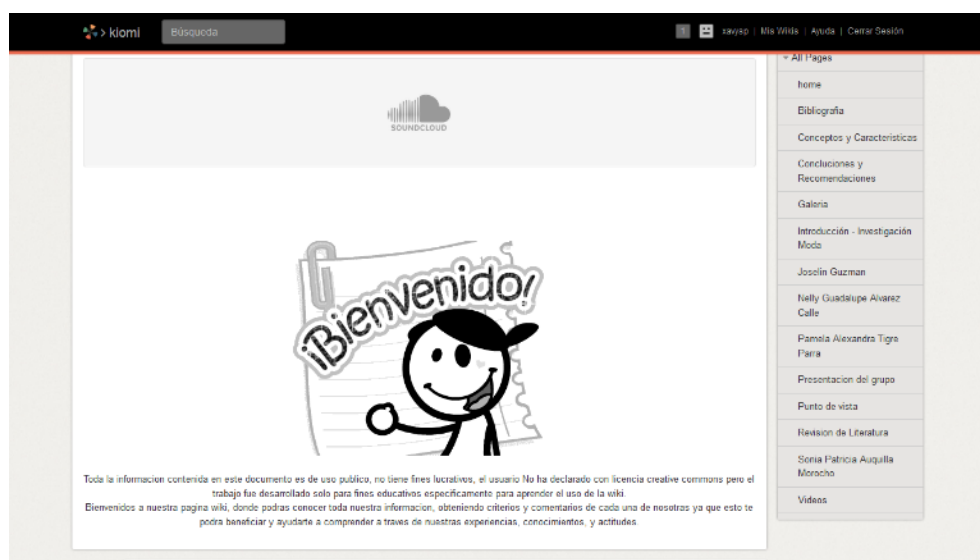 kiomi
Búsqueda
1
xavysp | Mis Wikis | Ayuda | Cerrar Sesión
All Pages
home
Bibliografia
Conceptos y Caracteristicas
Concluciones y
Recomendaciones
Galeria
Introducción - Investigación
Moda
Joselin Guzman
Nelly Guadalupe Alvarez
Calle
Pamela Alexandra Tigre
Parra
Presentacion del grupo
Punto de vista
Revision de Literatura
Sonia Patricia Auquilla
Morocho
Videos
SOUNDCLOUD
¡Bienvenido!
Toda la informacion contenida en este documento es de uso publico, no tiene fines lucrativos, el usuario No ha declarado con licencia creative commons pero el
trabajo fue desarrollado solo para fines educativos especificamente para aprender el uso de la wiki.
Bienvenidos a nuestra pagina wiki, donde podras conocer toda nuestra informacion, obteniendo criterios y comentarios de cada una de nosotras ya que esto te
podra beneficiar y ayudarte a comprender a traves de nuestras experiencias, conocimientos, y actitudes.